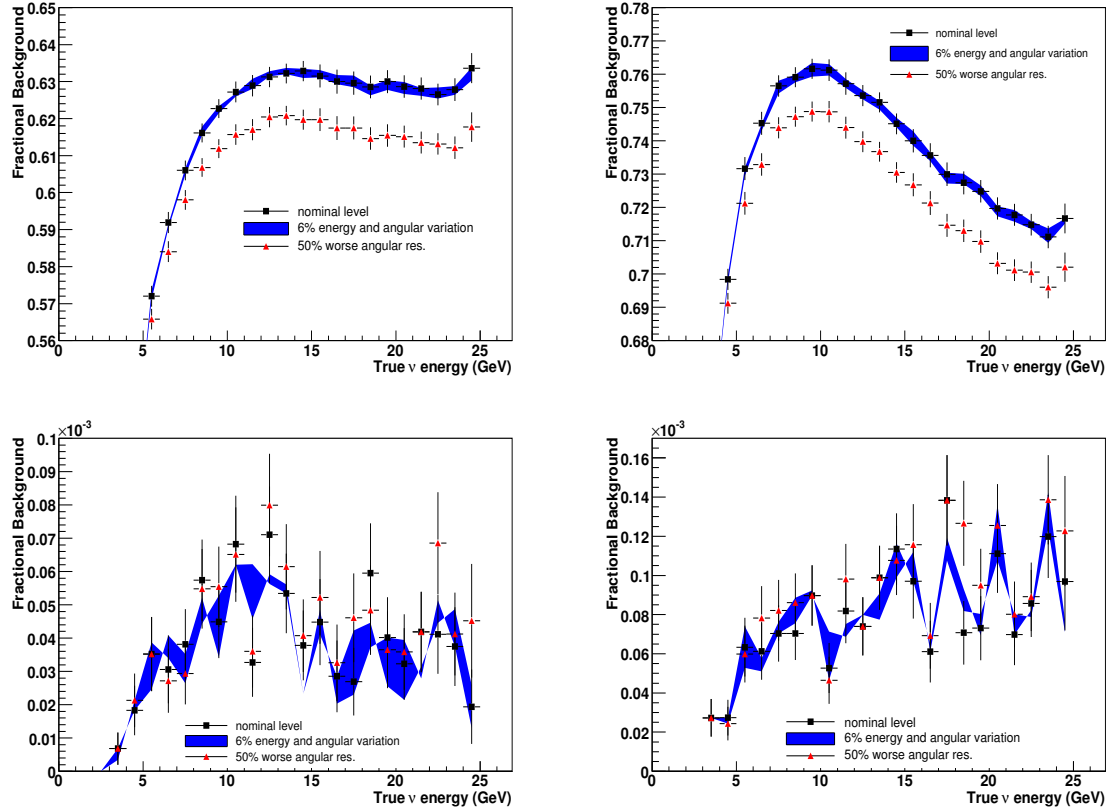 Fractional Background
0.65
0.64
0.63
0.62
0.61
0.6
0.59
0.58
0.57
0.56
nominal level
6% energy and angular variation
50% worse angular res.
0 5 10 15 20 25
True ν energy (GeV)
Fractional Background
0.78
0.77
0.76
0.75
0.74
0.73
0.72
0.71
0.7
0.69
0.68
nominal level
6% energy and angular variation
50% worse angular res.
0 5 10 15 20 25
True ν energy (GeV)
Fractional Background
×10⁻³
0.1
0.09
0.08
0.07
0.06
0.05
0.04
0.03
0.02
0.01
0
nominal level
6% energy and angular variation
50% worse angular res.
0 5 10 15 20 25
True ν energy (GeV)
Fractional Background
×10⁻³
0.16
0.14
0.12
0.1
0.08
0.06
0.04
0.02
0
nominal level
6% energy and angular variation
50% worse angular res.
0 5 10 15 20 25
True ν energy (GeV)